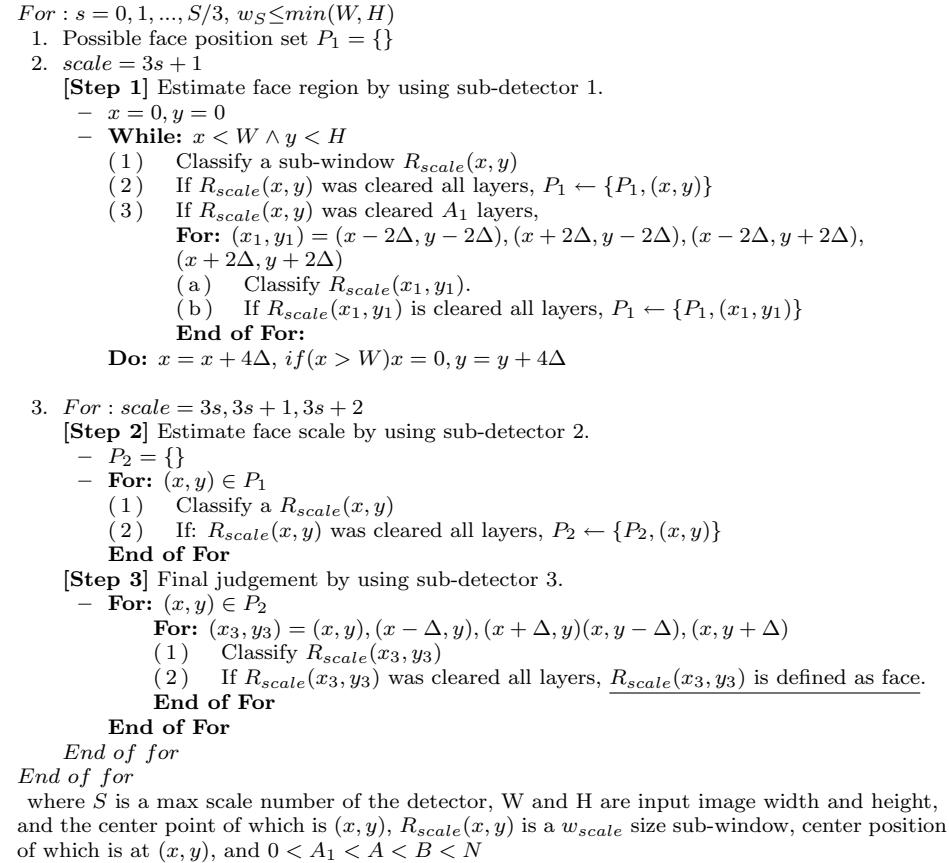 For : s = 0, 1, ..., S/3, w_S≤min(W, H)
1. Possible face position set P_1 = {}
2. scale = 3s + 1
[Step 1] Estimate face region by using sub-detector 1.
– x = 0, y = 0
– While: x < W ∧ y < H
(1) Classify a sub-window R_scale(x, y)
(2) If R_scale(x, y) was cleared all layers, P_1 ← {P_1, (x, y)}
(3) If R_scale(x, y) was cleared A_1 layers,
For: (x_1, y_1) = (x − 2Δ, y − 2Δ), (x + 2Δ, y − 2Δ), (x − 2Δ, y + 2Δ),
(x + 2Δ, y + 2Δ)
(a) Classify R_scale(x_1, y_1).
(b) If R_scale(x_1, y_1) is cleared all layers, P_1 ← {P_1, (x_1, y_1)}
End of For:
Do: x = x + 4Δ, if(x > W)x = 0, y = y + 4Δ
3. For : scale = 3s, 3s + 1, 3s + 2
[Step 2] Estimate face scale by using sub-detector 2.
– P_2 = {}
– For: (x, y) ∈ P_1
(1) Classify a R_scale(x, y)
(2) If: R_scale(x, y) was cleared all layers, P_2 ← {P_2, (x, y)}
End of For
[Step 3] Final judgement by using sub-detector 3.
– For: (x, y) ∈ P_2
For: (x_3, y_3) = (x, y), (x − Δ, y), (x + Δ, y)(x, y − Δ), (x, y + Δ)
(1) Classify R_scale(x_3, y_3)
(2) If R_scale(x_3, y_3) was cleared all layers, R_scale(x_3, y_3) is defined as face.
End of For
End of For
End of for
End of for
where S is a max scale number of the detector, W and H are input image width and height,
and the center point of which is (x, y), R_scale(x, y) is a w_scale size sub-window, center position
of which is at (x, y), and 0 < A_1 < A < B < N